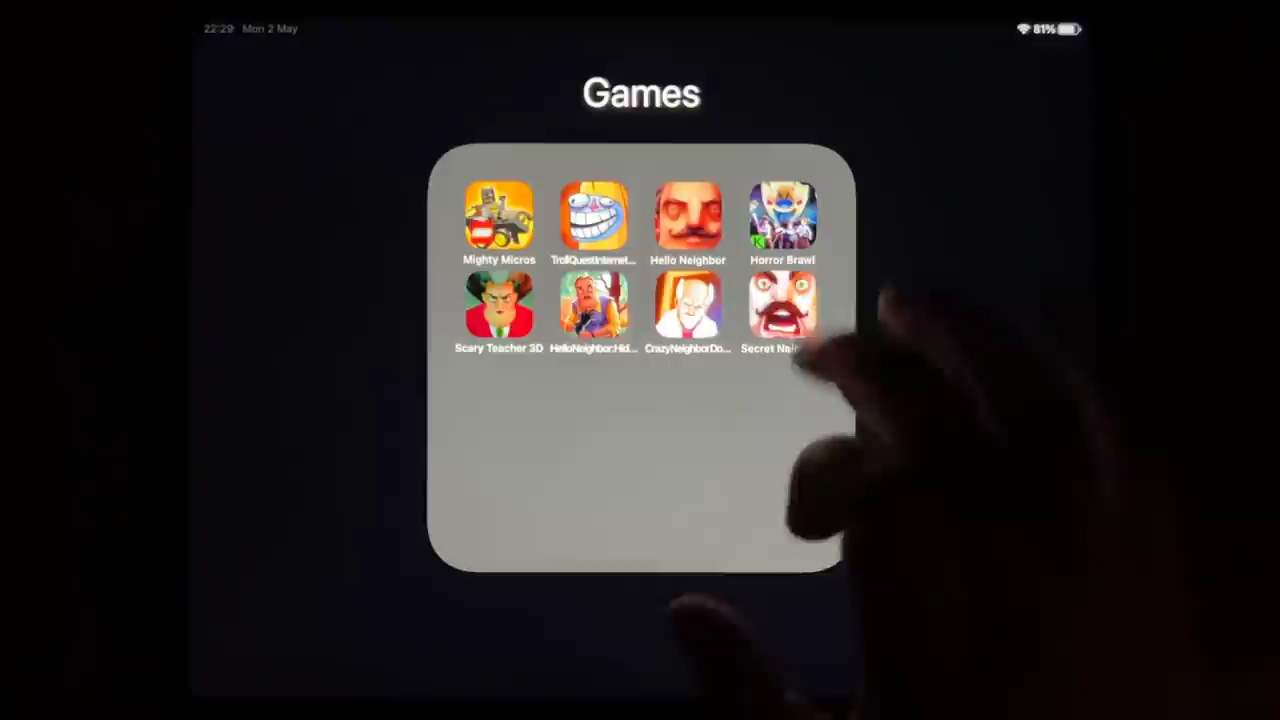 22:29 Mon 2 May 81%
Games
LEGO
Mighty Micros TrollQuestInternet... Hello Neighbor Horror Brawl
Scary Teacher 3D HelloNeighbor:Hid... CrazyNeighborDo... Secret